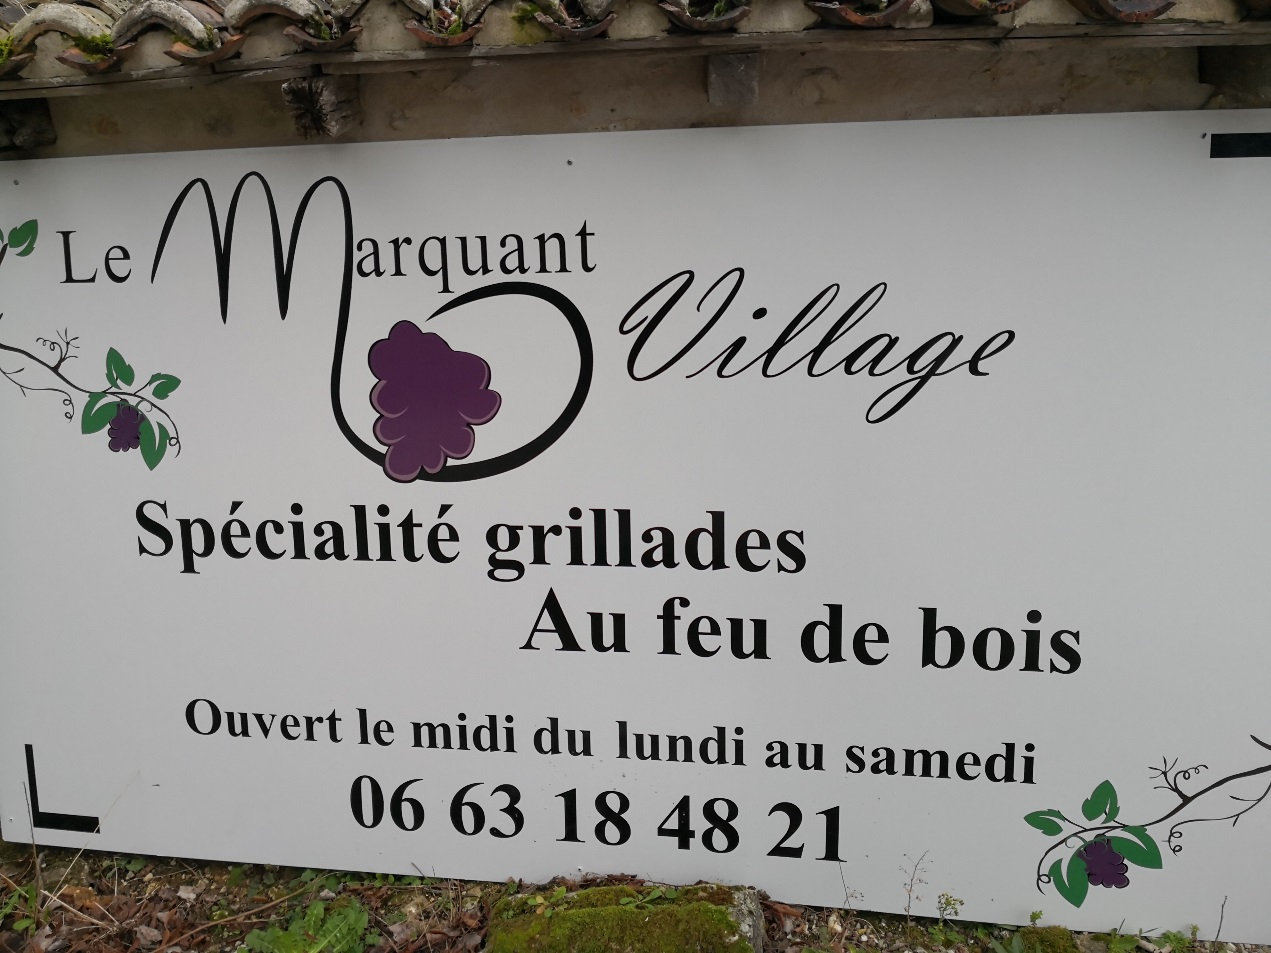 Le Marquant
Village
Spécialité grillades
Au feu de bois
Ouvert le midi du lundi au samedi
06 63 18 48 21